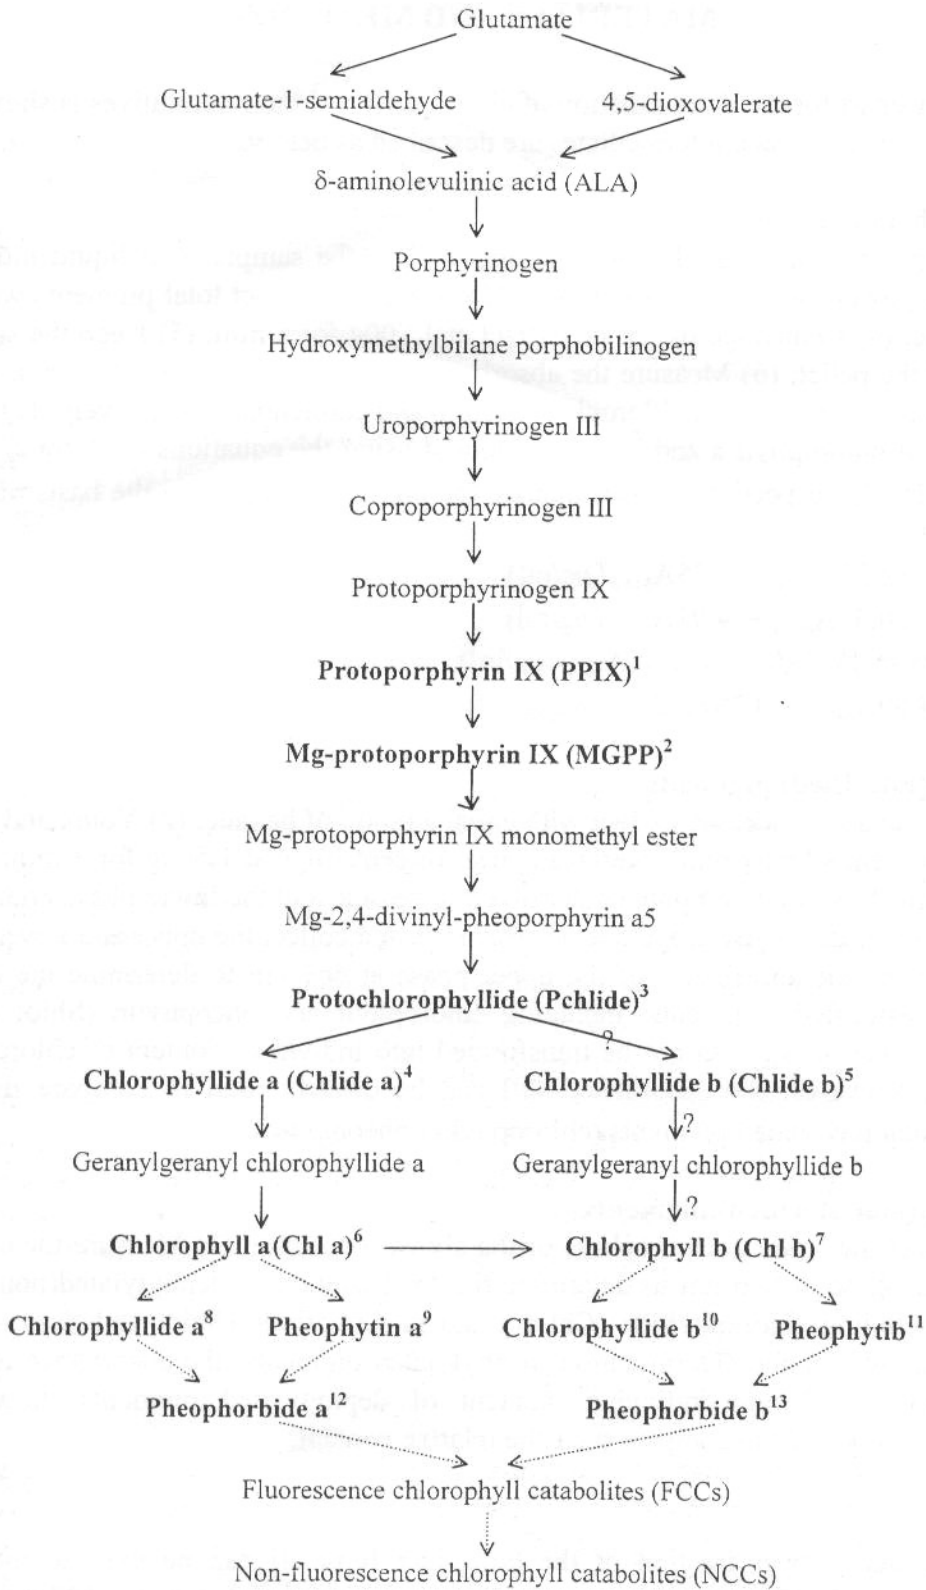 Glutamate
Glutamate-1-semialdehyde 4,5-dioxovalerate
δ-aminolevulinic acid (ALA)
Porphyrinogen
Hydroxymethylbilane porphobilinogen
Uroporphyrinogen III
Coproporphyrinogen III
Protoporphyrinogen IX
Protoporphyrin IX (PPIX)¹
Mg-protoporphyrin IX (MGPP)²
Mg-protoporphyrin IX monomethyl ester
Mg-2,4-divinyl-pheoporphyrin a5
Protochlorophyllide (Pchlide)³
?
Chlorophyllide a (Chlide a)⁴ Chlorophyllide b (Chlide b)⁵
?
Geranylgeranyl chlorophyllide a Geranylgeranyl chlorophyllide b
?
Chlorophyll a(Chl a)⁶ Chlorophyll b (Chl b)⁷
Chlorophyllide a⁸ Pheophytin a⁹ Chlorophyllide b¹⁰ Pheophytib¹¹
Pheophorbide a¹² Pheophorbide b¹³
Fluorescence chlorophyll catabolites (FCCs)
Non-fluorescence chlorophyll catabolites (NCCs)